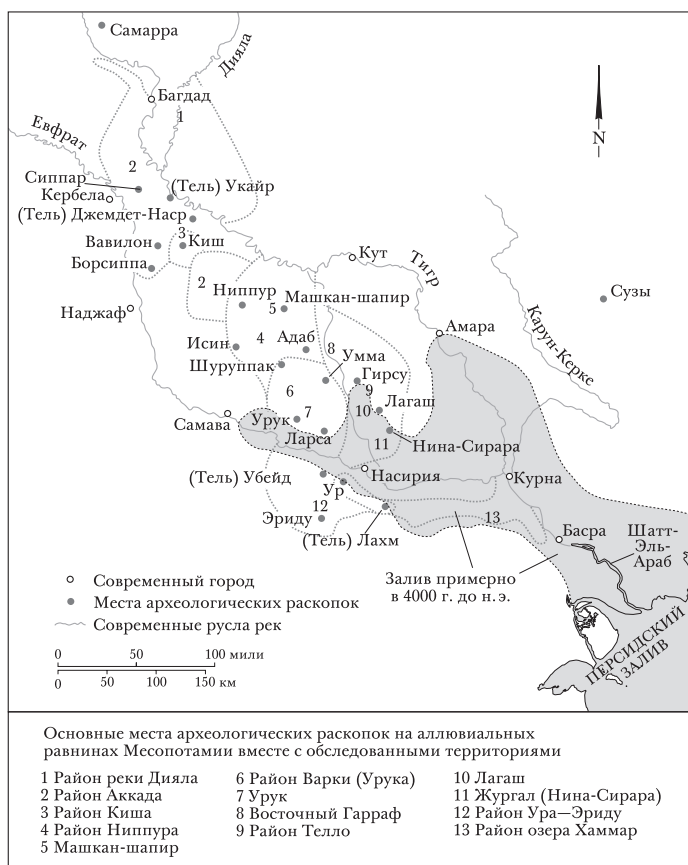 Самарра
Дияла
Багдад
1
Евфрат
2
Сиппар
Кербела
(Тель) Укайр
(Тель) Джемдет-Наср
3
Вавилон
Киш
Борсиппа
N
Кут
Тигр
2
Ниппур
5
Машкан-шапир
Сузы
Наджаф
Карун-Керке
Амара
Исин
4
Адаб
8
Шуруппак
Умма
Гирсу
6
9
Лагаш
10
Самава
Урук
7
Ларса
11
Нина-Сирара
(Тель) Убейд
Насирия
Курна
Ур
12
Эриду
13
(Тель) Лахм
Басра
Шатт-
Эль-
Араб
Залив примерно
в 4000 г. до н. э.
ПЕРСИДСКИЙ
ЗАЛИВ
Современный город
Места археологических раскопок
Современные русла рек
0 50 100 мили
0 50 100 150 км
Основные места археологических раскопок на аллювиальных
равнинах Месопотамии вместе с обследованными территориями
1 Район реки Дияла
2 Район Аккада
3 Район Киша
4 Район Ниппура
5 Машкан-шапир
6 Район Варки (Урука)
7 Урук
8 Восточный Гарраф
9 Район Телло
10 Лагаш
11 Жургал (Нина-Сирара)
12 Район Ура—Эриду
13 Район озера Хаммар